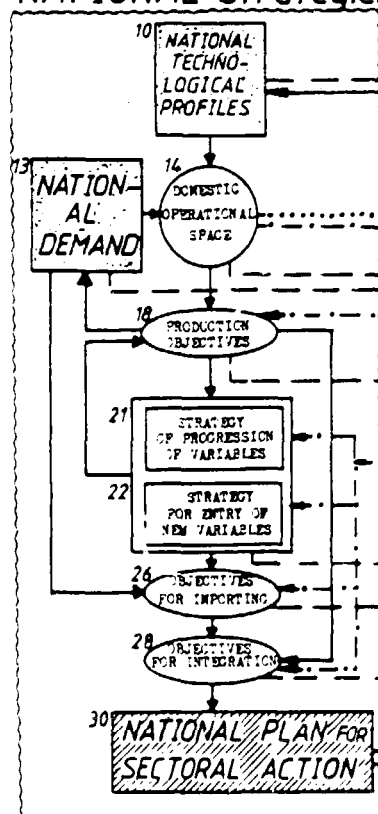 NATIONAL
10
NATIONAL
TECHNO-
LOGICAL
PROFILES
13
NATION-
AL
DEMAND
14
DOMESTIC
OPERATIONAL
SPACE
18
PRODUCTION
OBJECTIVES
21
STRATEGY
OF PROGRESSION
OF VARIABLES
22
STRATEGY
FOR ENTRY OF
NEW VARIABLES
26
OBJECTIVES
FOR IMPORTING
28
OBJECTIVES
FOR INTEGRATION
30
NATIONAL PLAN FOR
SECTORAL ACTION